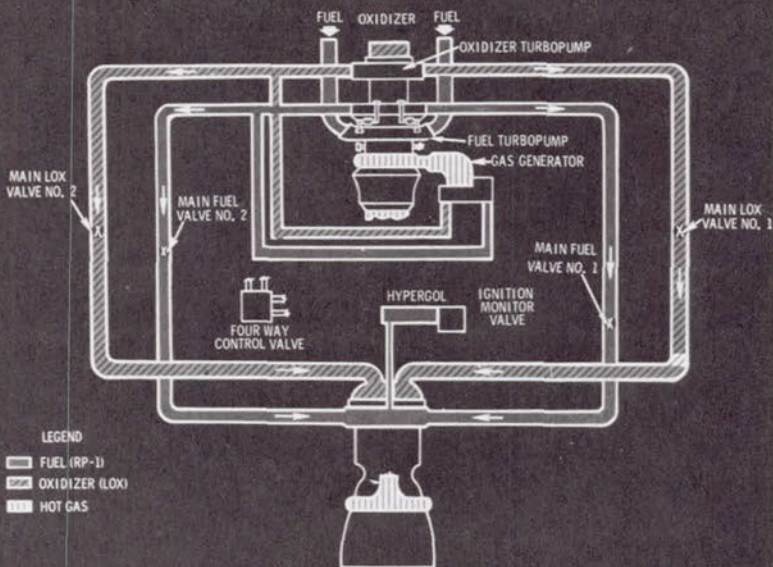 FUEL OXIDIZER FUEL
OXIDIZER TURBOPUMP
FUEL TURBOPUMP
GAS GENERATOR
MAIN LOX
VALVE NO. 2
MAIN FUEL
VALVE NO. 2
MAIN LOX
VALVE NO. 1
MAIN FUEL
VALVE NO. 1
HYPERGOL
IGNITION
MONITOR
VALVE
FOUR WAY
CONTROL VALVE
LEGEND
FUEL (RP-1)
OXIDIZER (LOX)
HOT GAS